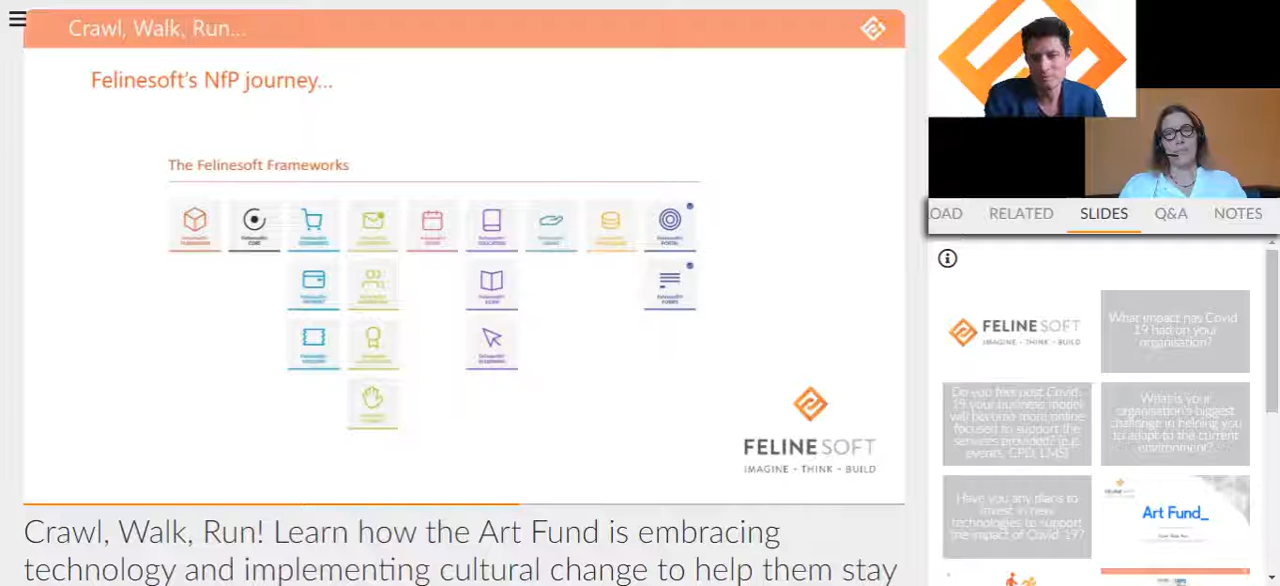 Crawl, Walk, Run...
Felinesoft's NfP journey...
The Felinesoft Frameworks
FELINESOFT
IMAGINE - THINK - BUILD
Crawl, Walk, Run! Learn how the Art Fund is embracing
technology and implementing cultural change to help them stay
OAD RELATED SLIDES Q&A NOTES
FELINESOFT
IMAGINE - THINK - BUILD
What impact has Covid
19 had on your
organisation?
Do you feel post Covid
19 your business model
will become more online
focused to support the
services provided? (e.g.
events, CPD, LMS)
What is your
organisation's biggest
challenge in helping you
to adapt to the current
environment?
Have you any plans to
invest in new
technologies to support
the impact of Covid 19?
Art Fund_